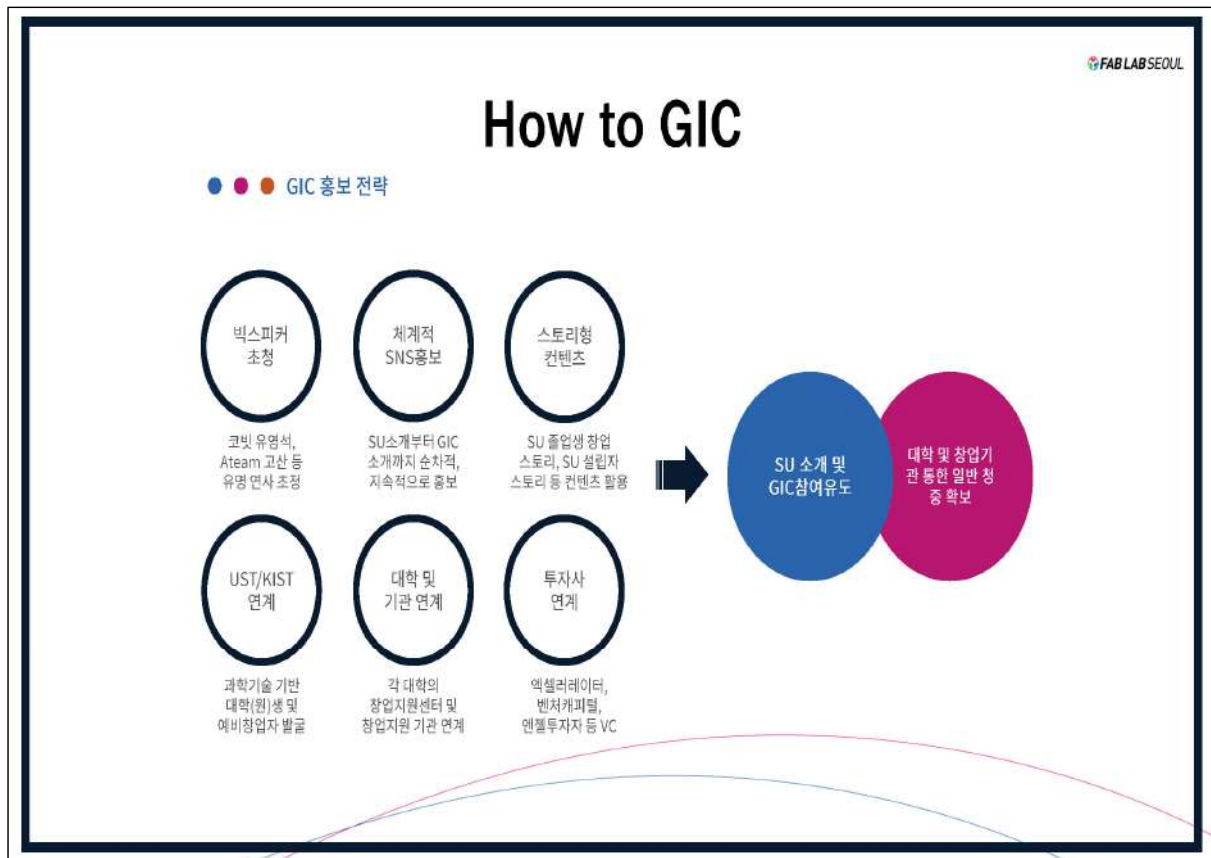 FAB LAB SEOUL
How to GIC
GIC 홍보 전략
빅스피커
초청
코빗 유영석,
Ateam 고산 등
유명 연사 초정
체계적
SNS홍보
SU소개부터 GIC
소개까지 순차적,
지속적으로 홍보
스토리형
컨텐츠
SU 졸업생 창업
스토리, SU 설립자
스토리 등 컨텐츠 활용
UST/KIST
연계
과학기술 기반
대학(원)생 및
예비창업자 발굴
대학 및
기관 연계
각 대학의
창업지원센터 및
창업지원 기관 연계
투자사
연계
엑셀러레이터,
벤처캐피털,
엔젤투자자 등 VC
SU 소개 및
GIC참여유도
대학 및 창업기
관 통한 일반 청
중 확보